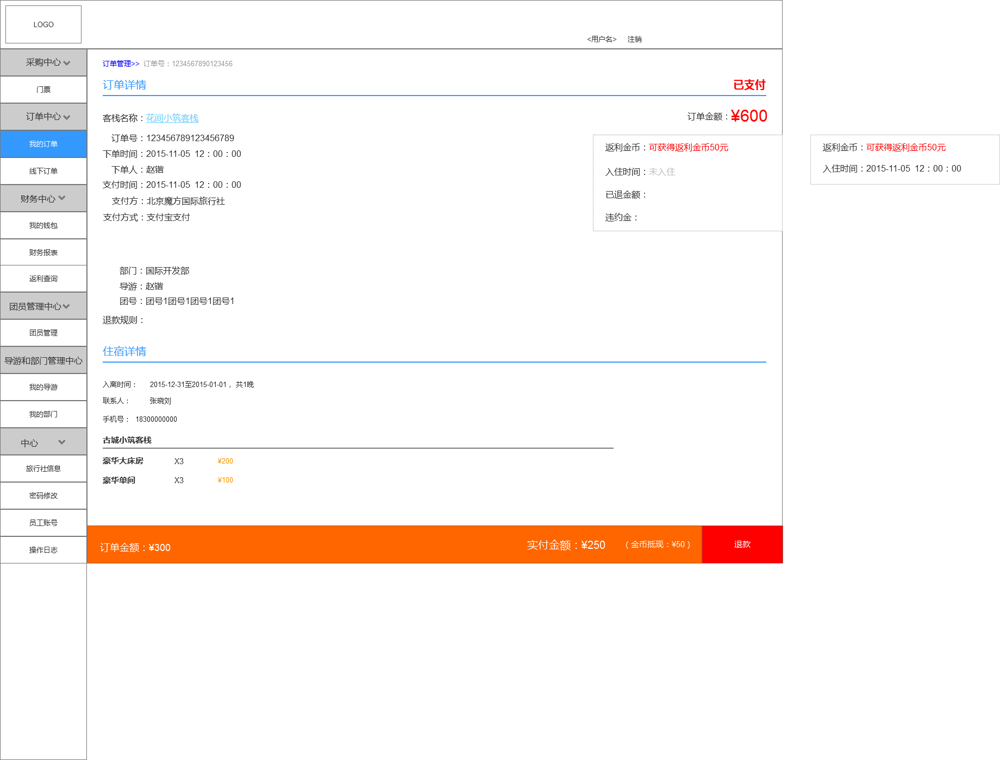 LOGO
<用户名> 注销
采购中心
门票
订单中心
我的订单
线下订单
财务中心
我的钱包
财务报表
返利查询
团员管理中心
团员管理
导游和部门管理中心
我的导游
我的部门
中心
旅行社信息
密码修改
员工账号
操作日志
订单管理>> 订单号：1234567890123456
订单详情 已支付
客栈名称：花间小筑客栈
订单金额：¥600
订单号：123456789123456789
下单时间：2015-11-05 12：00：00
下单人：赵锴
支付时间：2015-11-05 12：00：00
支付方：北京魔方国际旅行社
支付方式：支付宝支付
返利金币：可获得返利金币50元
入住时间：未入住
已退金额：
违约金：
返利金币：可获得返利金币50元
入住时间：2015-11-05 12：00：00
部门：国际开发部
导游：赵锴
团号：团号1团号1团号1团号1
退款规则：
住宿详情
入离时间： 2015-12-31至2015-01-01， 共1晚
联系人： 张晓刘
手机号： 18300000000
古城小筑客栈
豪华大床房 X3 ¥200
豪华单间 X3 ¥100
订单金额：¥300 实付金额：¥250 （金币抵现：¥50） 退款